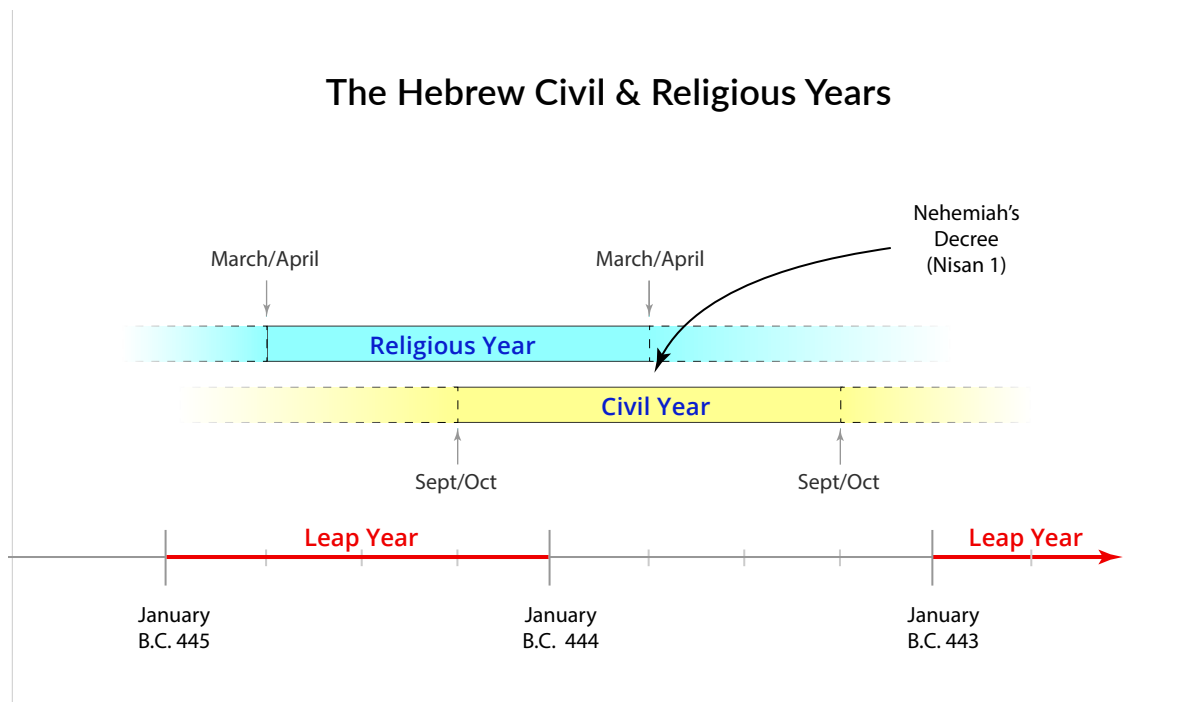 The Hebrew Civil & Religious Years
Nehemiah's
Decree
(Nisan 1)
March/April
March/April
Religious Year
Civil Year
Sept/Oct
Sept/Oct
Leap Year
Leap Year
January
B.C. 445
January
B.C. 444
January
B.C. 443